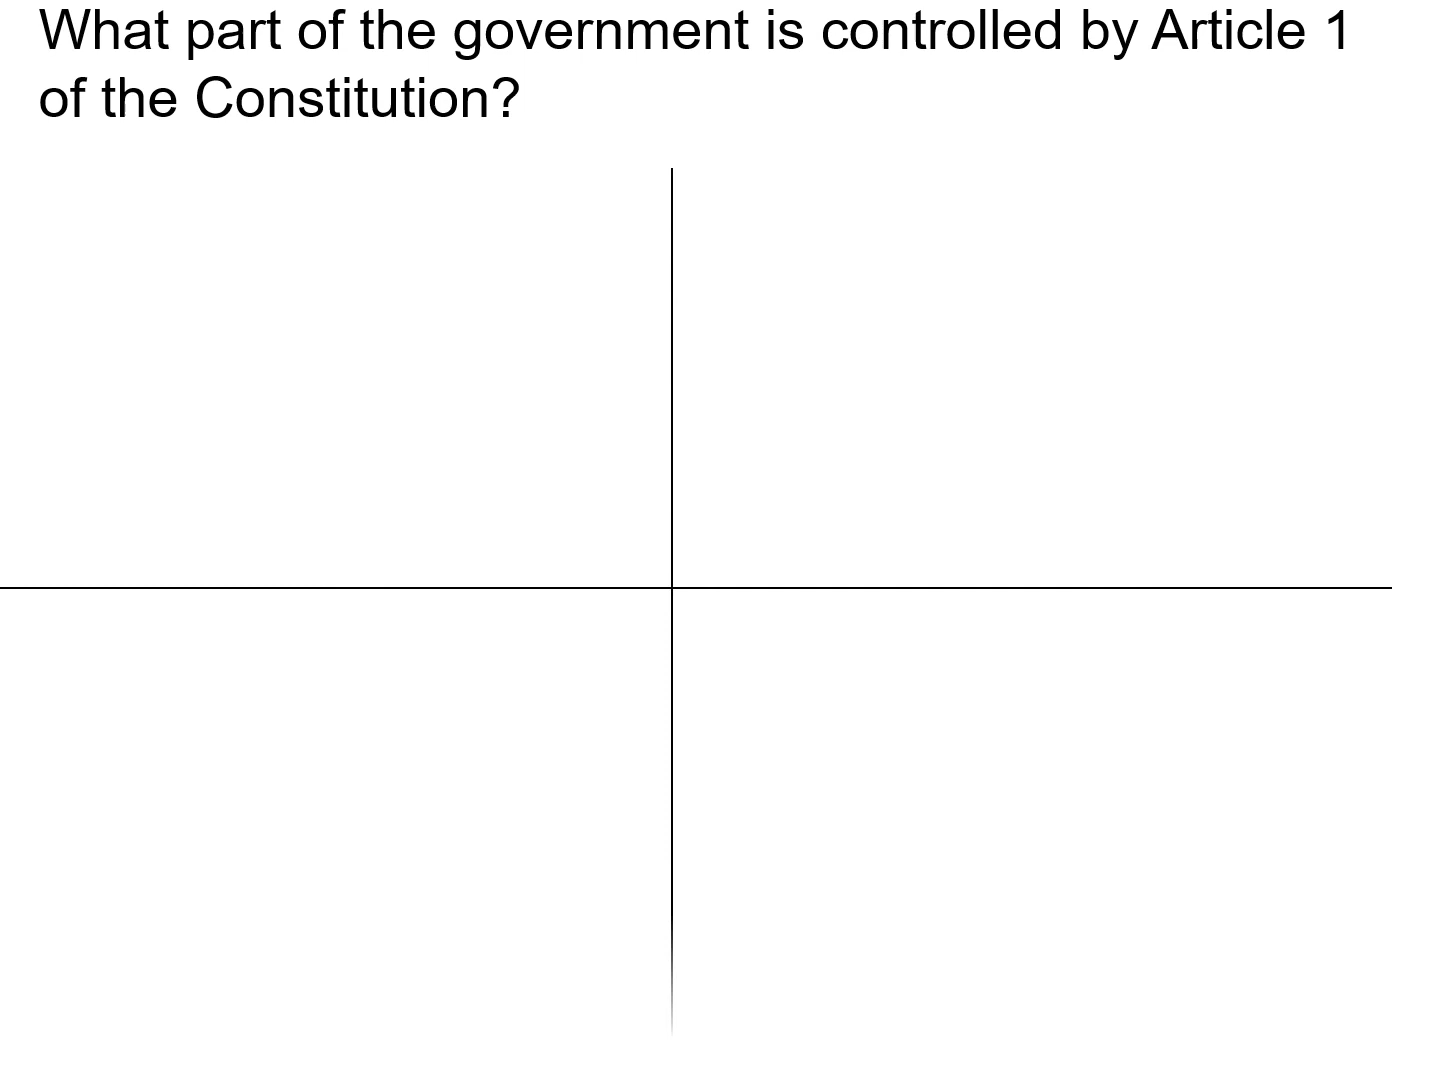 What part of the government is controlled by Article 1
of the Constitution?